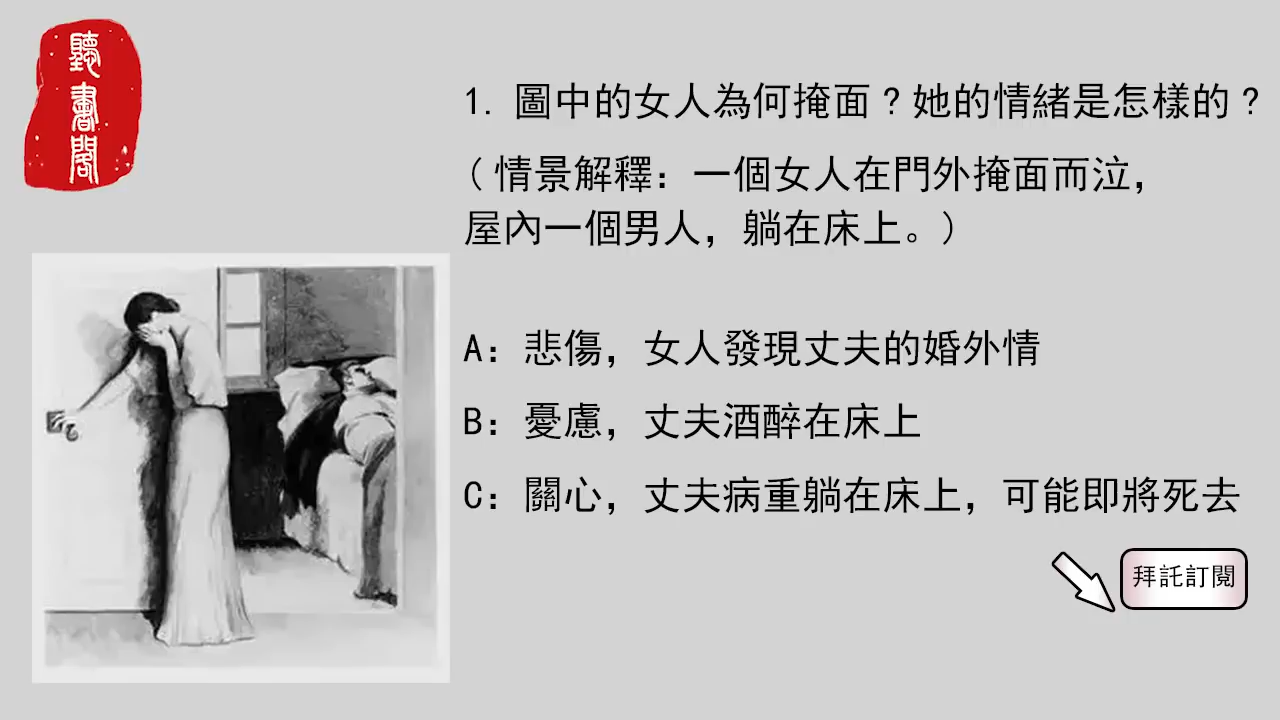 聽書閣
1. 圖中的女人為何掩面？她的情緒是怎樣的？
（情景解釋：一個女人在門外掩面而泣，
屋內一個男人，躺在床上。）
A：悲傷，女人發現丈夫的婚外情
B：憂慮，丈夫酒醉在床上
C：關心，丈夫病重躺在床上，可能即將死去
拜託訂閱